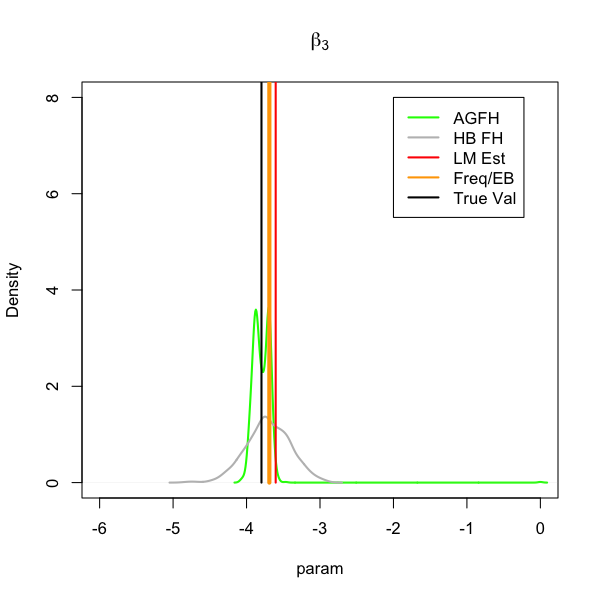 β₃
Density
8
6
4
2
0
AGFH
HB FH
LM Est
Freq/EB
True Val
-6 -5 -4 -3 -2 -1 0
param